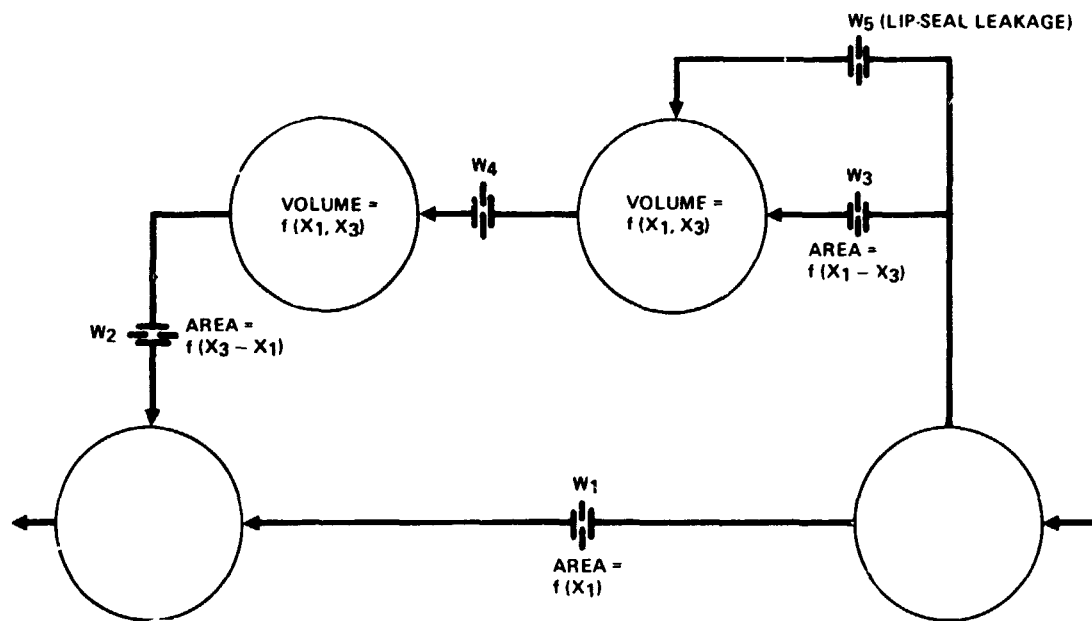 W5 (LIP-SEAL LEAKAGE)
W4
W3
VOLUME =
f (X1, X3)
VOLUME =
f (X1, X3)
AREA =
f (X1 – X3)
W2
AREA =
f (X3 – X1)
W1
AREA =
f (X1)